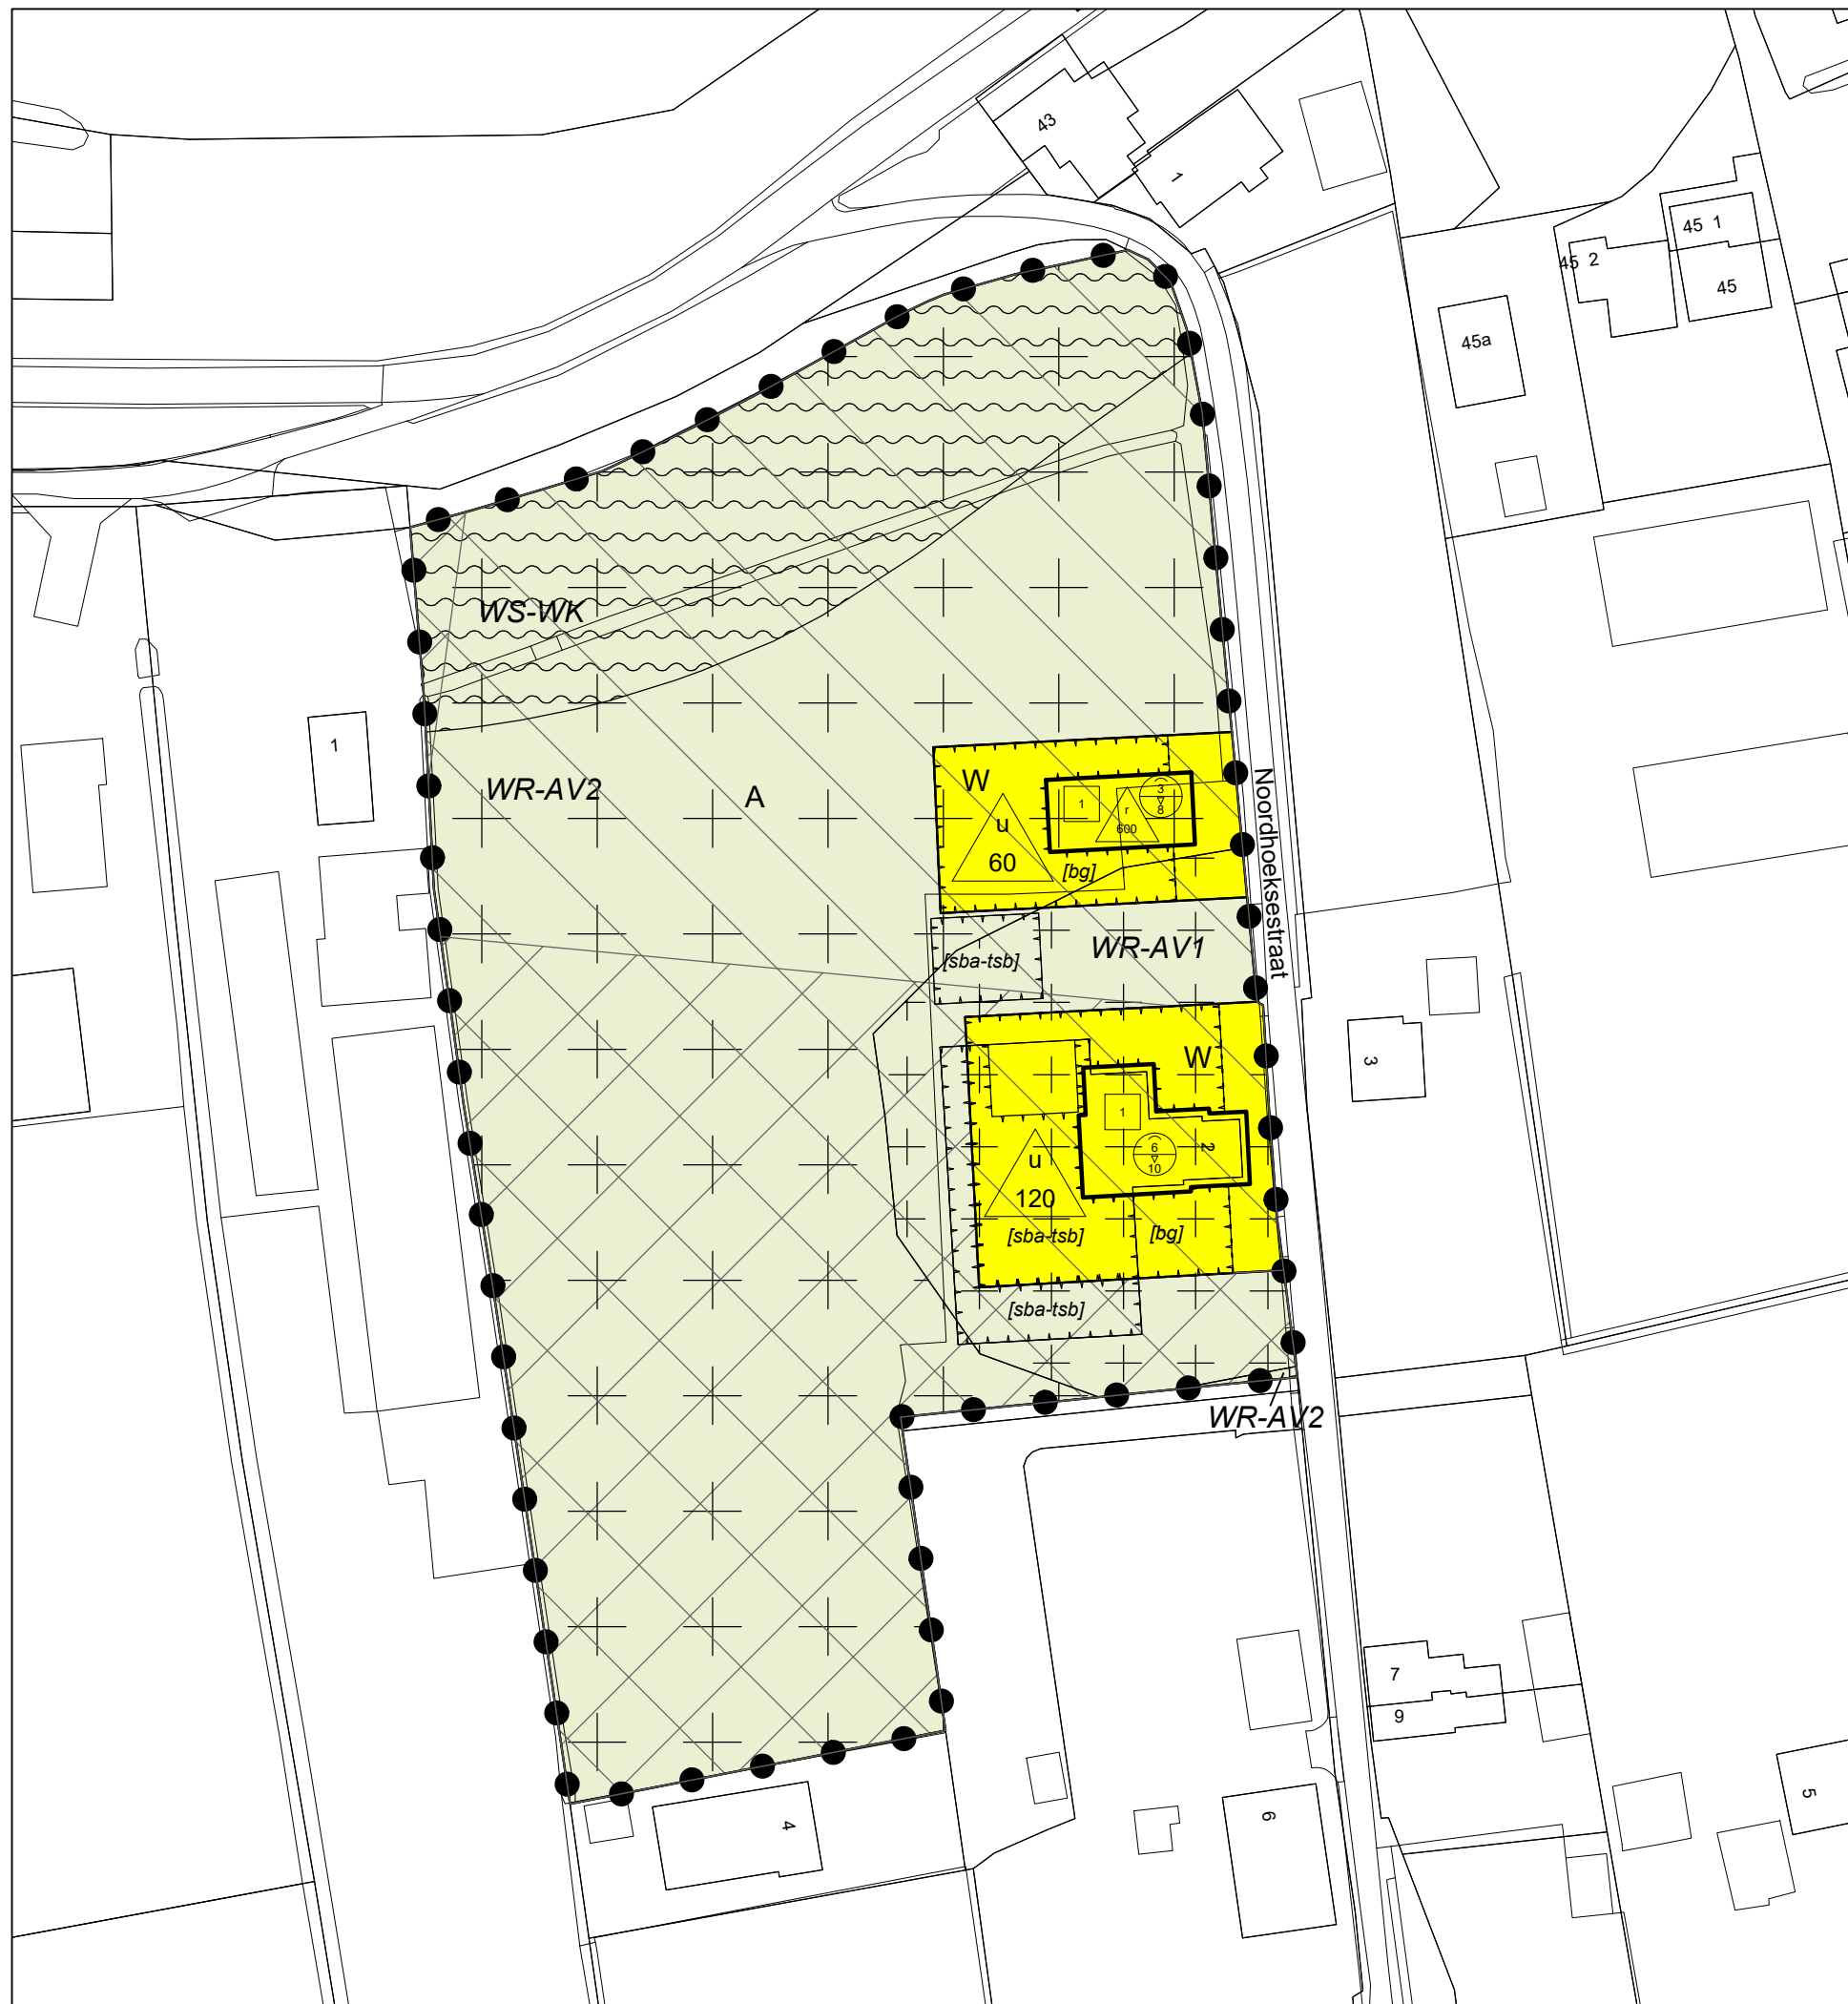 43
1
45 1
45 2
45
45a
WS-WK
1
WR-AV2
A
W
u
60
1
r
600
3
8
[bg]
Noordhoeksestraat
WR-AV1
[sba-tsb]
3
W
1
6
10
2
u
120
[sba-tsb]
[bg]
[sba-tsb]
WR-AV2
7
9
5
4
6